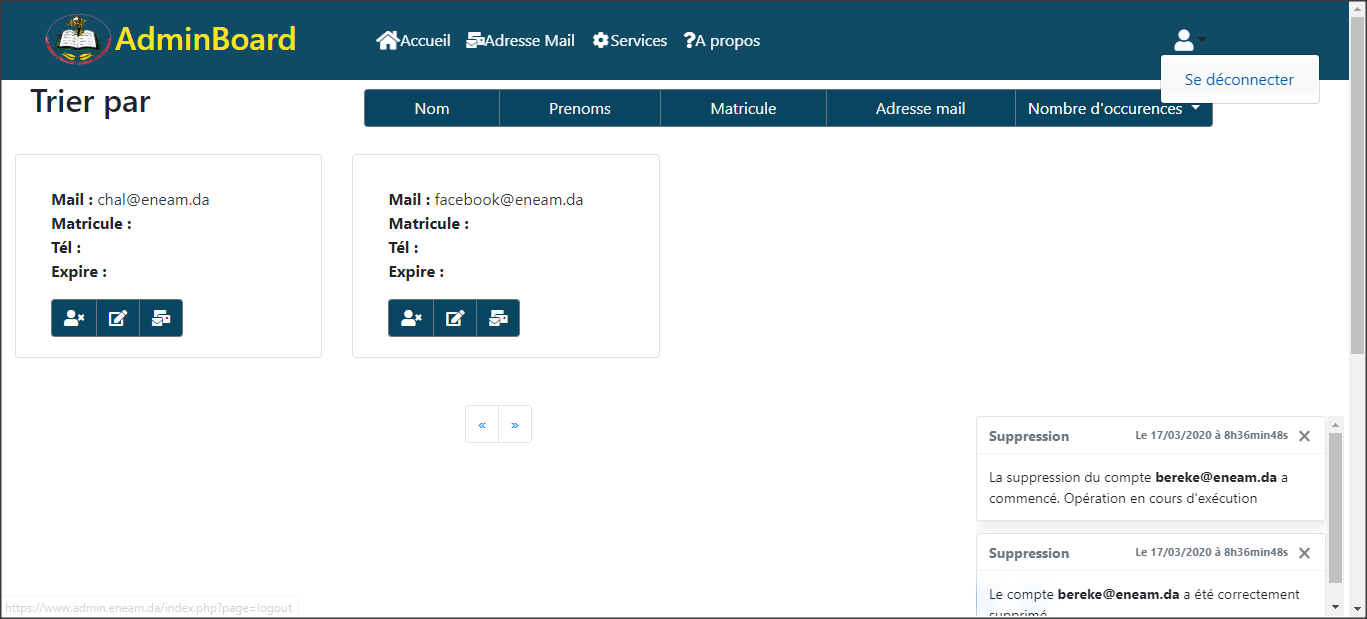 AdminBoard
Accueil Adresse Mail Services ?A propos
Se déconnecter
Trier par
Nom Prenoms Matricule Adresse mail Nombre d'occurences
Mail : chal@eneam.da
Matricule :
Tél :
Expire :
Mail : facebook@eneam.da
Matricule :
Tél :
Expire :
« »
Suppression Le 17/03/2020 à 8h36min48s ×
La suppression du compte bereke@eneam.da a
commencé. Opération en cours d'exécution
Suppression Le 17/03/2020 à 8h36min48s ×
Le compte bereke@eneam.da a été correctement
supprimé
https://www.admin.eneam.da/index.php?page=logout